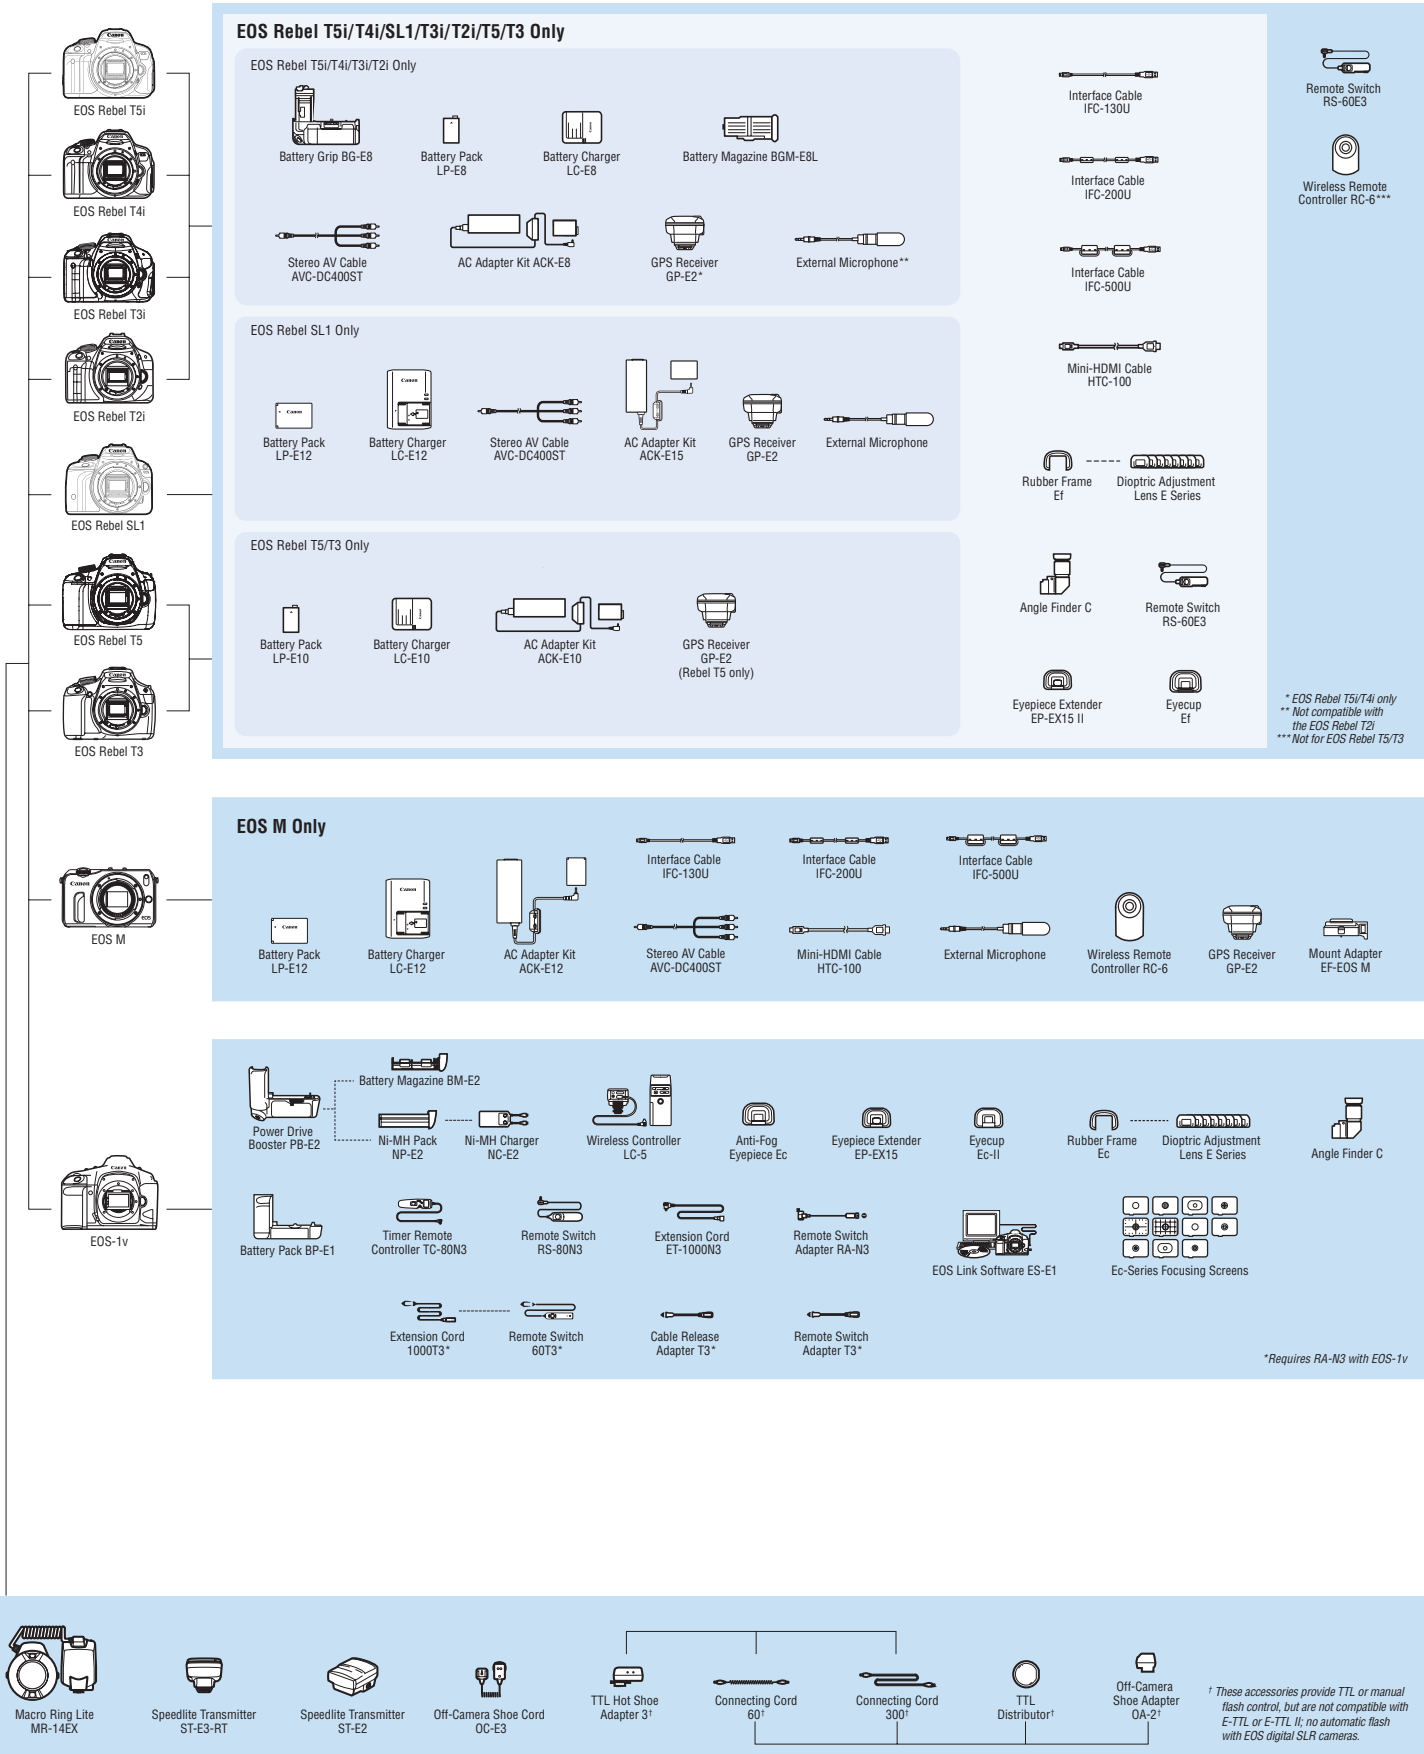 EOS Rebel T5i/T4i/SL1/T3i/T2i/T5/T3 Only
EOS Rebel T5i/T4i/T3i/T2i Only
Battery Grip BG-E8
Battery Pack
LP-E8
Battery Charger
LC-E8
Battery Magazine BGM-E8L
Stereo AV Cable
AVC-DC400ST
AC Adapter Kit ACK-E8
GPS Receiver
GP-E2*
External Microphone**
EOS Rebel SL1 Only
Battery Pack
LP-E12
Battery Charger
LC-E12
Stereo AV Cable
AVC-DC400ST
AC Adapter Kit
ACK-E15
GPS Receiver
GP-E2
External Microphone
EOS Rebel T5/T3 Only
Battery Pack
LP-E10
Battery Charger
LC-E10
AC Adapter Kit
ACK-E10
GPS Receiver
GP-E2
(Rebel T5 only)
Interface Cable
IFC-130U
Interface Cable
IFC-200U
Interface Cable
IFC-500U
Mini-HDMI Cable
HTC-100
Rubber Frame
Ef
Dioptric Adjustment
Lens E Series
Angle Finder C
Remote Switch
RS-60E3
Eyepiece Extender
EP-EX15 II
Eyecup
Ef
Remote Switch
RS-60E3
Wireless Remote
Controller RC-6***
* EOS Rebel T5i/T4i only
** Not compatible with
the EOS Rebel T2i
*** Not for EOS Rebel T5/T3
EOS Rebel T5i
EOS Rebel T4i
EOS Rebel T3i
EOS Rebel T2i
EOS Rebel SL1
EOS Rebel T5
EOS Rebel T3
EOS M
EOS M Only
Battery Pack
LP-E12
Battery Charger
LC-E12
AC Adapter Kit
ACK-E12
Interface Cable
IFC-130U
Interface Cable
IFC-200U
Interface Cable
IFC-500U
Stereo AV Cable
AVC-DC400ST
Mini-HDMI Cable
HTC-100
External Microphone
Wireless Remote
Controller RC-6
GPS Receiver
GP-E2
Mount Adapter
EF-EOS M
EOS-1v
Power Drive
Booster PB-E2
Battery Magazine BM-E2
Ni-MH Pack
NP-E2
Ni-MH Charger
NC-E2
Wireless Controller
LC-5
Anti-Fog
Eyepiece Ec
Eyepiece Extender
EP-EX15
Eyecup
Ec-II
Rubber Frame
Ec
Dioptric Adjustment
Lens E Series
Angle Finder C
Battery Pack BP-E1
Timer Remote
Controller TC-80N3
Remote Switch
RS-80N3
Extension Cord
ET-1000N3
Remote Switch
Adapter RA-N3
EOS Link Software ES-E1
Ec-Series Focusing Screens
Extension Cord
1000T3*
Remote Switch
60T3*
Cable Release
Adapter T3*
Remote Switch
Adapter T3*
*Requires RA-N3 with EOS-1v
Macro Ring Lite
MR-14EX
Speedlite Transmitter
ST-E3-RT
Speedlite Transmitter
ST-E2
Off-Camera Shoe Cord
OC-E3
TTL Hot Shoe
Adapter 3†
Connecting Cord
60†
Connecting Cord
300†
TTL
Distributor†
Off-Camera
Shoe Adapter
OA-2†
† These accessories provide TTL or manual
flash control, but are not compatible with
E-TTL or E-TTL II; no automatic flash
with EOS digital SLR cameras.